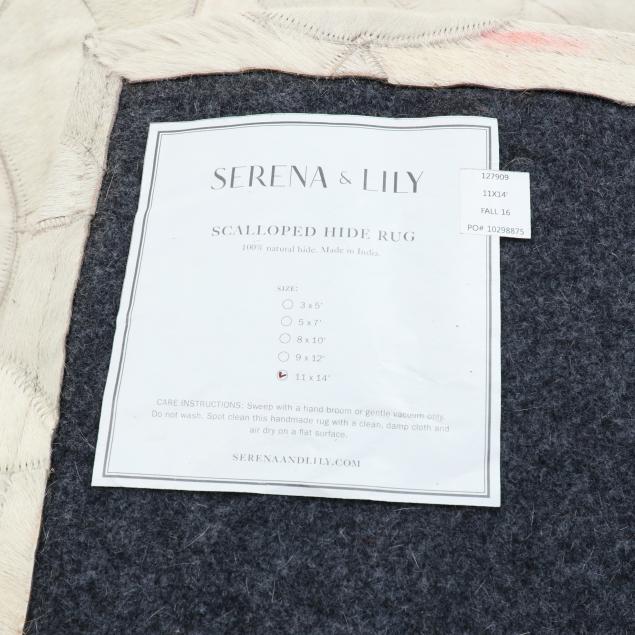 SERENA & LILY
SCALLOPED HIDE RUG
100% natural hide. Made in India.
SIZE:
3 x 5'
5 x 7'
8 x 10'
9 x 12'
11 x 14'
CARE INSTRUCTIONS: Sweep with a hand broom or gentle vacuum only.
Do not wash. Spot clean this handmade rug with a clean, damp cloth and
air dry on a flat surface.
SERENAANDLILY.COM
127909
11X14'
FALL 16
PO# 10298875